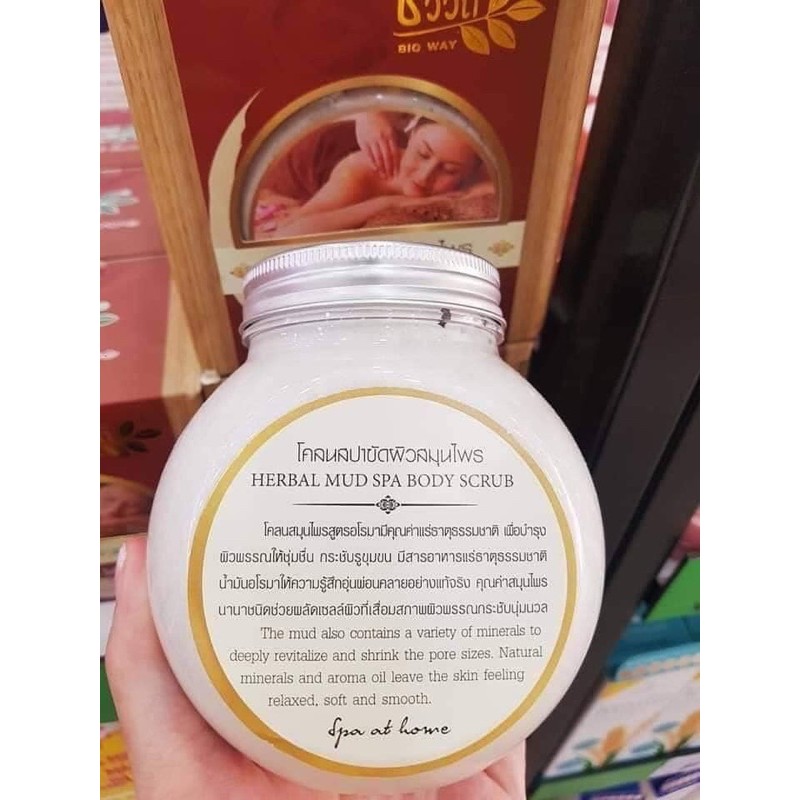 ชีววิถี
BIO WAY
โคลนสปาขัดผิวสมุนไพร
HERBAL MUD SPA BODY SCRUB
โคลนสมุนไพรสูตรอโรมามีคุณค่าแร่ธาตุธรรมชาติ เพื่อบำรุง
ผิวพรรณให้ชุ่มชื่น กระชับรูขุมขน มีสารอาหารแร่ธาตุธรรมชาติ
น้ำมันอโรมาให้ความรู้สึกอุ่นผ่อนคลายอย่างแท้จริง คุณค่าสมุนไพร
นานาชนิดช่วยผลัดเซลล์ผิวที่เสื่อมสภาพผิวพรรณกระชับนุ่มนวล
The mud also contains a variety of minerals to
deeply revitalize and shrink the pore sizes. Natural
minerals and aroma oil leave the skin feeling
relaxed, soft and smooth.
Spa at home